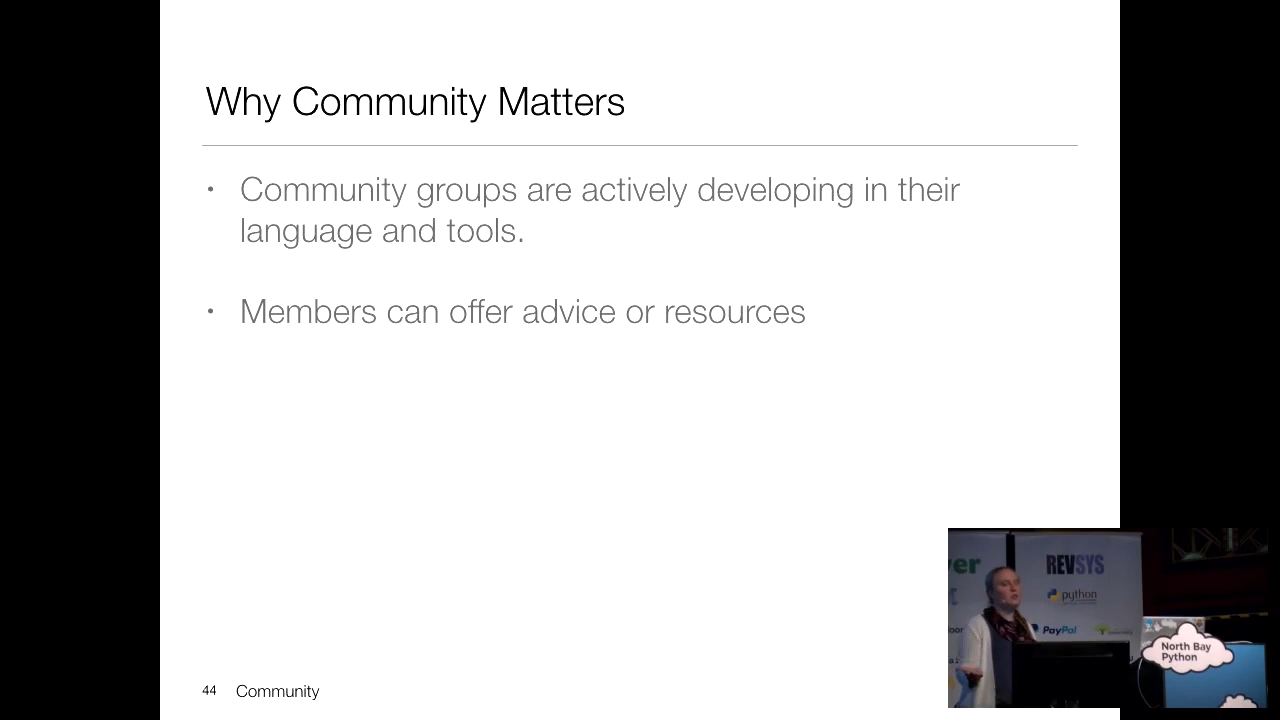 Why Community Matters
• Community groups are actively developing in their
language and tools.
• Members can offer advice or resources
44 Community
REVSYS
python
PayPal
North Bay
Python